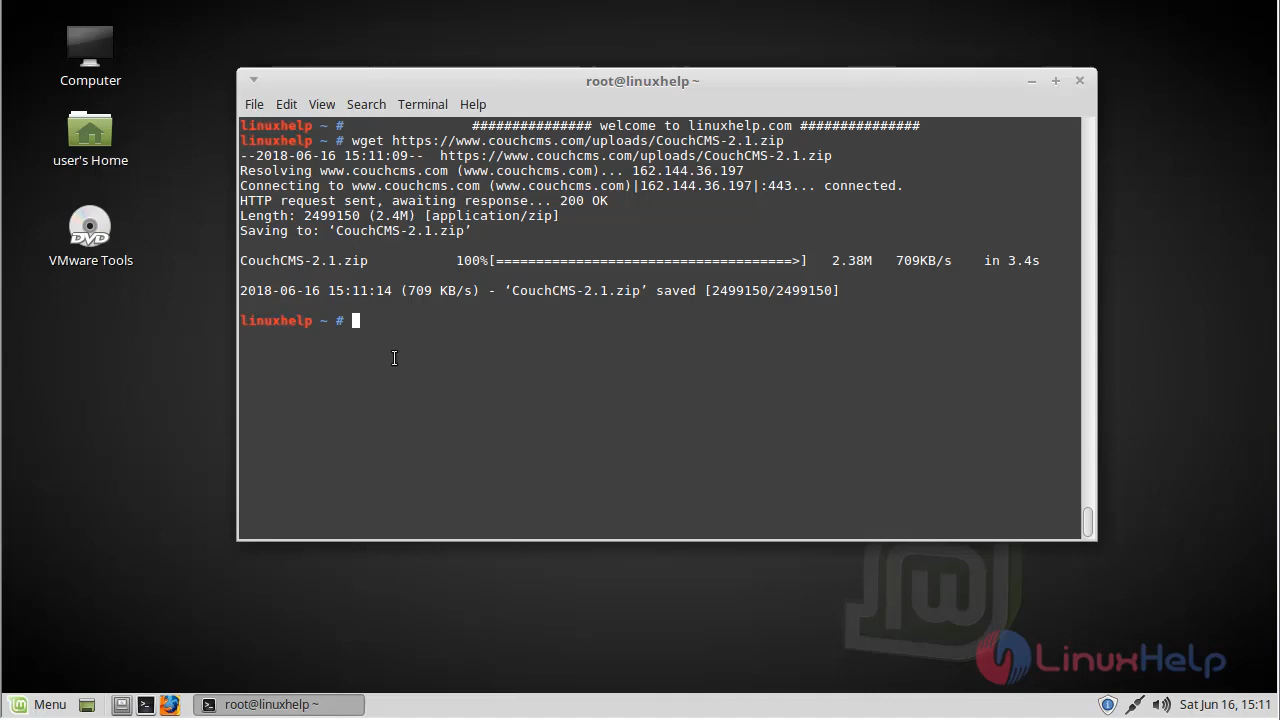 Computer
user's Home
DVD
VMware Tools
root@linuxhelp ~
File Edit View Search Terminal Help
linuxhelp ~ # ############### welcome to linuxhelp.com ###############
linuxhelp ~ # wget https://www.couchcms.com/uploads/CouchCMS-2.1.zip
--2018-06-16 15:11:09-- https://www.couchcms.com/uploads/CouchCMS-2.1.zip
Resolving www.couchcms.com (www.couchcms.com)... 162.144.36.197
Connecting to www.couchcms.com (www.couchcms.com)|162.144.36.197|:443... connected.
HTTP request sent, awaiting response... 200 OK
Length: 2499150 (2.4M) [application/zip]
Saving to: ‘CouchCMS-2.1.zip’
CouchCMS-2.1.zip 100%[=====================================>] 2.38M 709KB/s in 3.4s
2018-06-16 15:11:14 (709 KB/s) - ‘CouchCMS-2.1.zip’ saved [2499150/2499150]
linuxhelp ~ #
LinuxHelp
Menu
root@linuxhelp ~
Sat Jun 16, 15:11